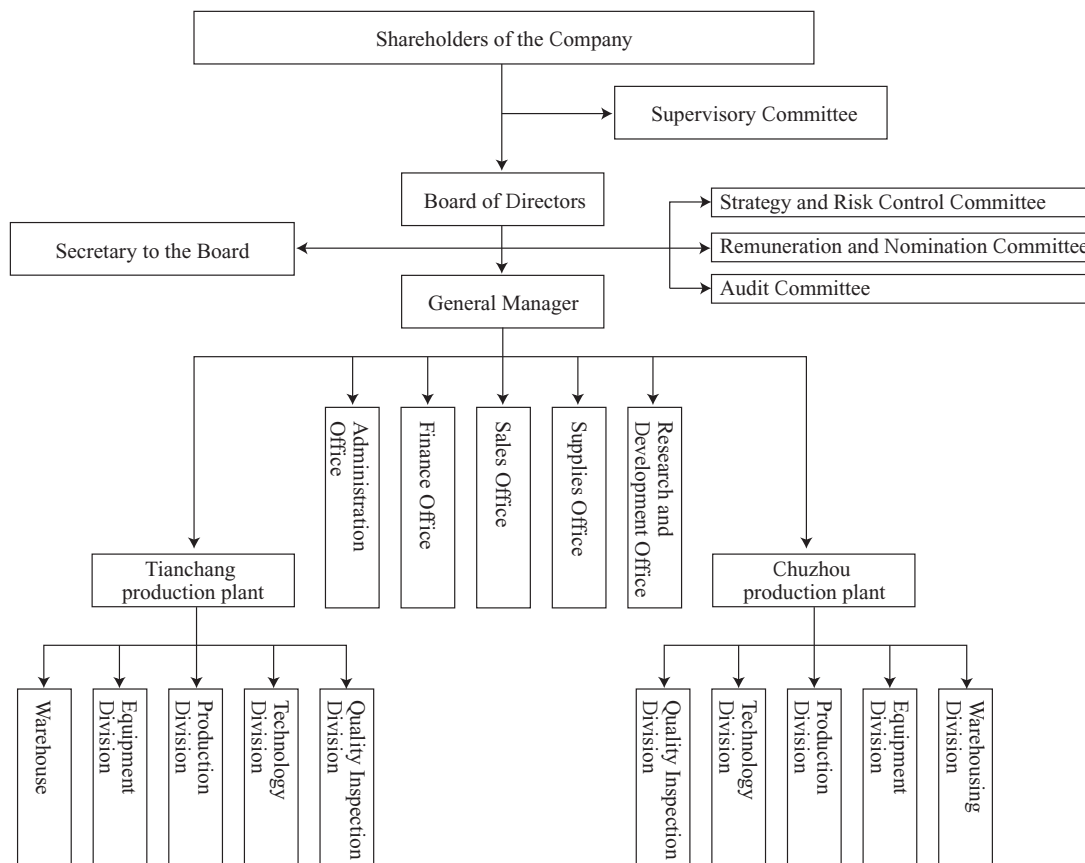 Shareholders of the Company
Supervisory Committee
Board of Directors
Strategy and Risk Control Committee
Secretary to the Board
Remuneration and Nomination Committee
Audit Committee
General Manager
Administration
Office
Finance Office
Sales Office
Supplies Office
Research and
Development Office
Tianchang
production plant
Chuzhou
production plant
Warehouse
Equipment
Division
Production
Division
Technology
Division
Quality Inspection
Division
Quality Inspection
Division
Technology
Division
Production
Division
Equipment
Division
Warehousing
Division